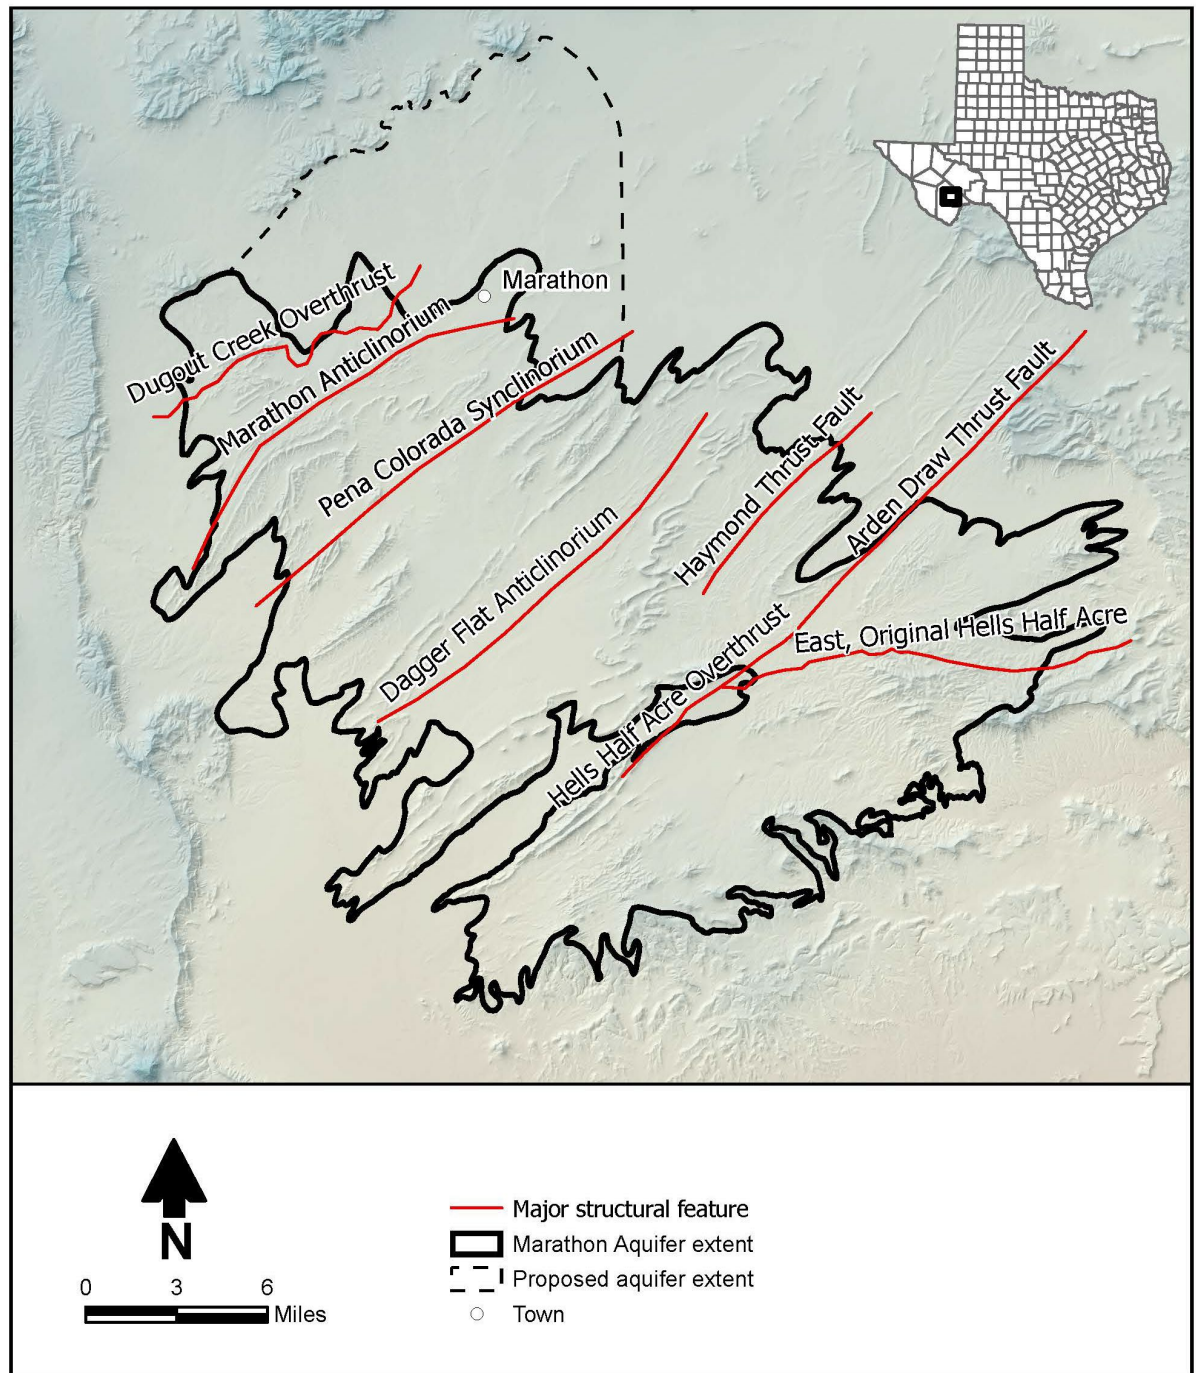 Marathon
Dugout Creek Overthrust
Marathon Anticlinorium
Pena Colorada Synclinorium
Haymond Thrust Fault
Arden Draw Thrust Fault
Dagger Flat Anticlinorium
East, Original Hells Half Acre
Hells Half Acre Overthrust
N
0 3 6
Miles
Major structural feature
Marathon Aquifer extent
Proposed aquifer extent
Town